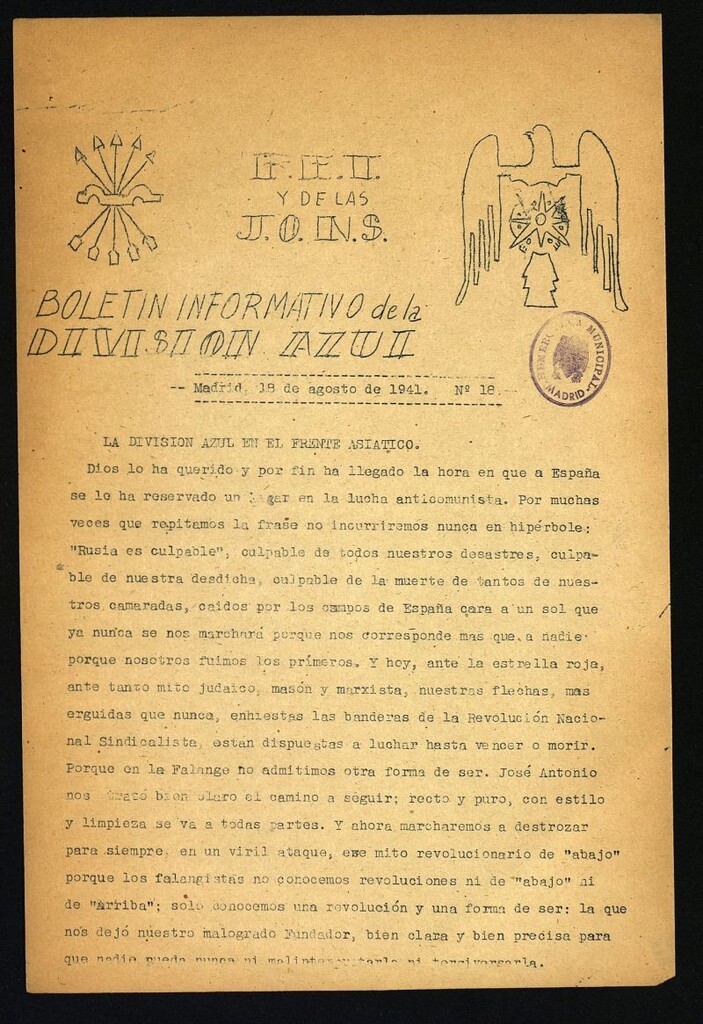 F.E.T.
Y DE LAS
J.O.N.S.
BOLETIN INFORMATIVO de la
DIVISION AZUL
HEMEROTECA MUNICIPAL
MADRID
-- Madrid, 18 de agosto de 1941. Nº 18.--
LA DIVISION AZUL EN EL FRENTE ASIATICO.
Dios lo ha querido y por fin ha llegado la hora en que a España
se le ha reservado un lugar en la lucha anticomunista. Por muchas
veces que repitamos la frase no incurriremos nunca en hipérbole:
"Rusia es culpable", culpable de todos nuestros desastres, culpa-
ble de nuestra desdicha, culpable de la muerte de tantos de nues-
tros camaradas, caidos por los campos de España cara a un sol que
ya nunca se nos marchará porque nos corresponde mas que a nadie
porque nosotros fuimos los primeros. Y hoy, ante la estrella roja,
ante tanto mito judaico, masón y marxista, nuestras flechas, mas
erguidas que nunca, enhiestas las banderas de la Revolución Nacio-
nal Sindicalista, están dispuestas a luchar hasta vencer o morir.
Porque en la Falange no admitimos otra forma de ser. José Antonio
nos trazó bien claro el camino a seguir; recto y puro, con estilo
y limpieza se va a todas partes. Y ahora marcharemos a destrozar
para siempre, en un viril ataque, ese mito revolucionario de "abajo"
porque los falangistas no conocemos revoluciones ni de "abajo" ni
de "Arriba"; sólo conocemos una revolución y una forma de ser: la que
nos dejó nuestro malogrado Fundador, bien clara y bien precisa para
que nadie pueda nunca ni malinterpretarla ni tergiversarla.